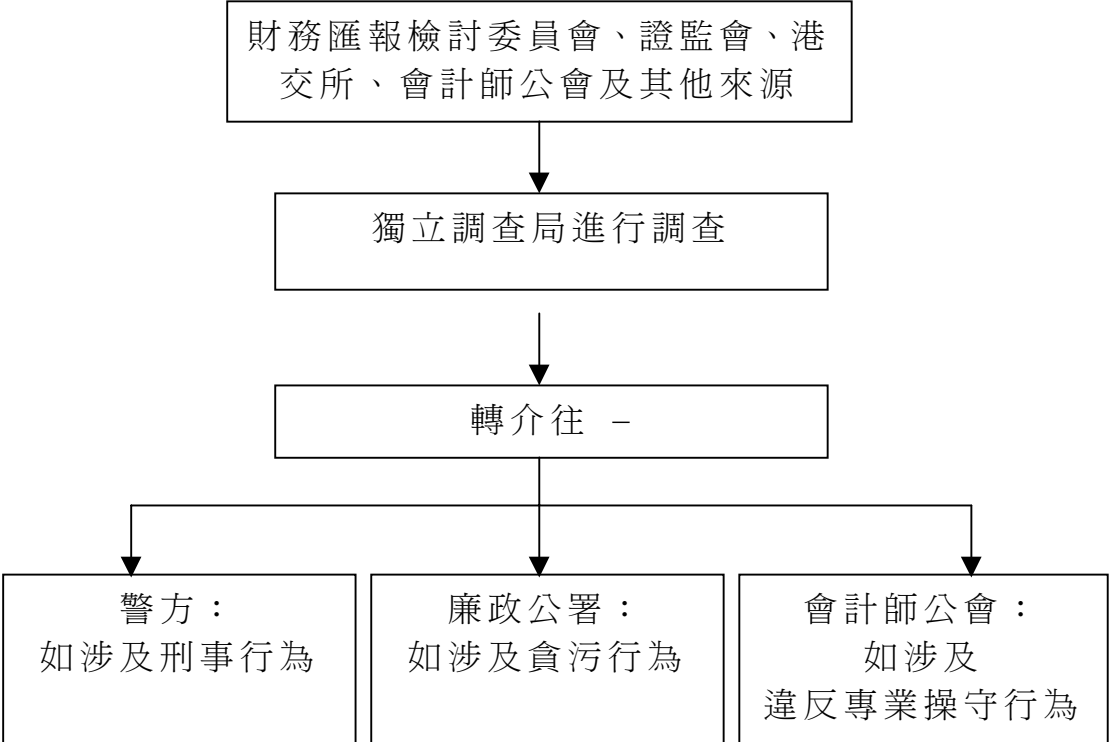 財務匯報檢討委員會、證監會、港
交所、會計師公會及其他來源
獨立調查局進行調查
轉介往 –
警方：
如涉及刑事行為
廉政公署：
如涉及貪污行為
會計師公會：
如涉及
違反專業操守行為